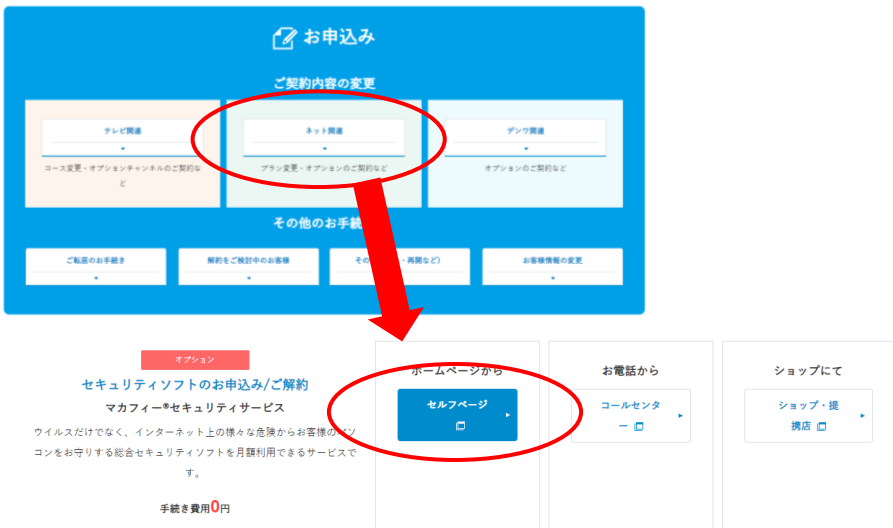 お申込み
ご契約内容の変更
テレビ関連
ネット関連
デンワ関連
コース変更・オプションチャンネルのご契約な
ど
プラン変更・オプションのご契約など
オプションのご契約など
その他のお手続
ご転居のお手続き
解約をご検討中のお客様
その
・再開など)
お客様情報の変更
オプション
セキュリティソフトのお申込み/ご解約
マカフィー®セキュリティサービス
ウイルスだけでなく、インターネット上の様々な危険からお客様のパソ
コンをお守りする総合セキュリティソフトを月額利用できるサービスで
す。
手続き費用0円
ホームページから
セルフページ
お電話から
コールセンタ
ー
ショップにて
ショップ・提
携店